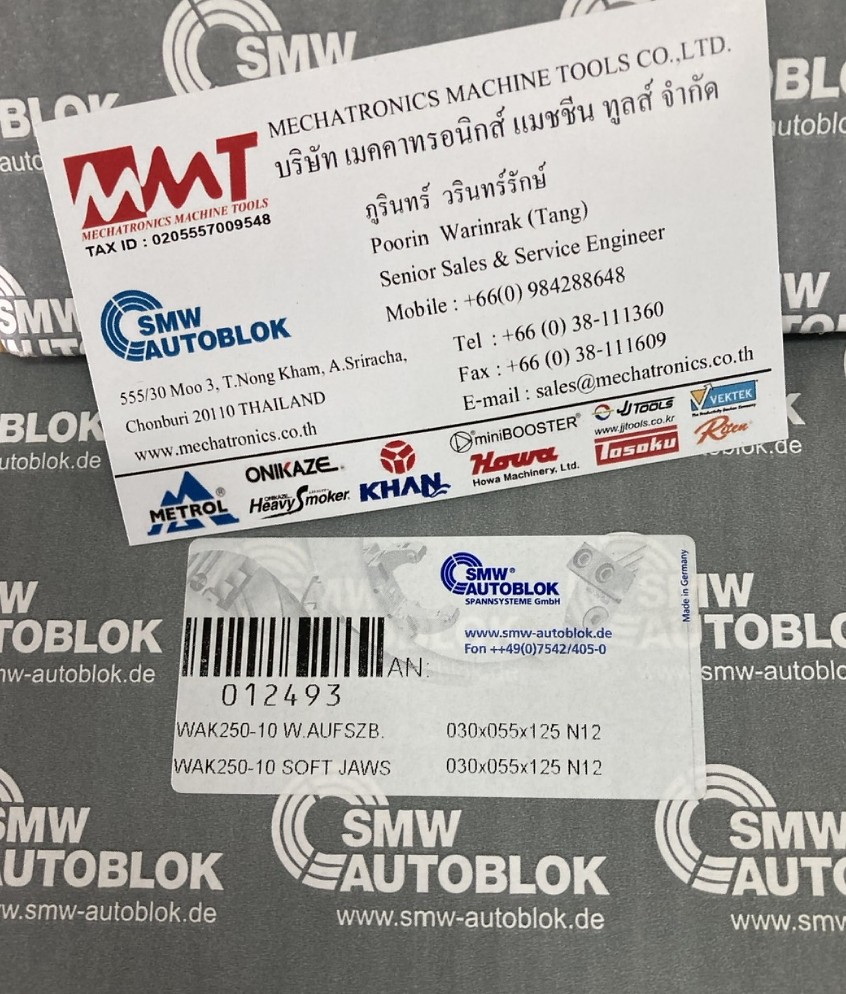 SMW
AUTOBLOK
MECHATRONICS MACHINE TOOLS CO.,LTD.
บริษัท เมคคาทรอนิกส์ แมชชีน ทูลส์ จำกัด
MMT
MECHATRONICS MACHINE TOOLS
TAX ID : 0205557009548
ภูรินทร์ วรินทร์รักษ์
Poorin Warinrak (Tang)
Senior Sales & Service Engineer
Mobile : +66(0) 984288648
SMW
AUTOBLOK
Tel : +66 (0) 38-111360
Fax : +66 (0) 38-111609
E-mail : sales@mechatronics.co.th
555/30 Moo 3, T.Nong Kham, A.Sriracha,
Chonburi 20110 THAILAND
www.mechatronics.co.th
METROL®
ONIKAZE
ONIKAZE
Heavy Smoker
KHAN
miniBOOSTER®
Howa
Howa Machinery, Ltd.
JJTOOLS
www.jjtools.co.kr
Tosoku
VEKTEK
Riten
SMW®
AUTOBLOK
SPANNSYSTEME GmbH
Made in Germany
www.smw-autoblok.de
Fon ++49(0)7542/405-0
AN:
012493
WAK250-10 W.AUFSZB. 030x055x125 N12
WAK250-10 SOFT JAWS 030x055x125 N12
SMW
AUTOBLOK
www.smw-autoblok.de